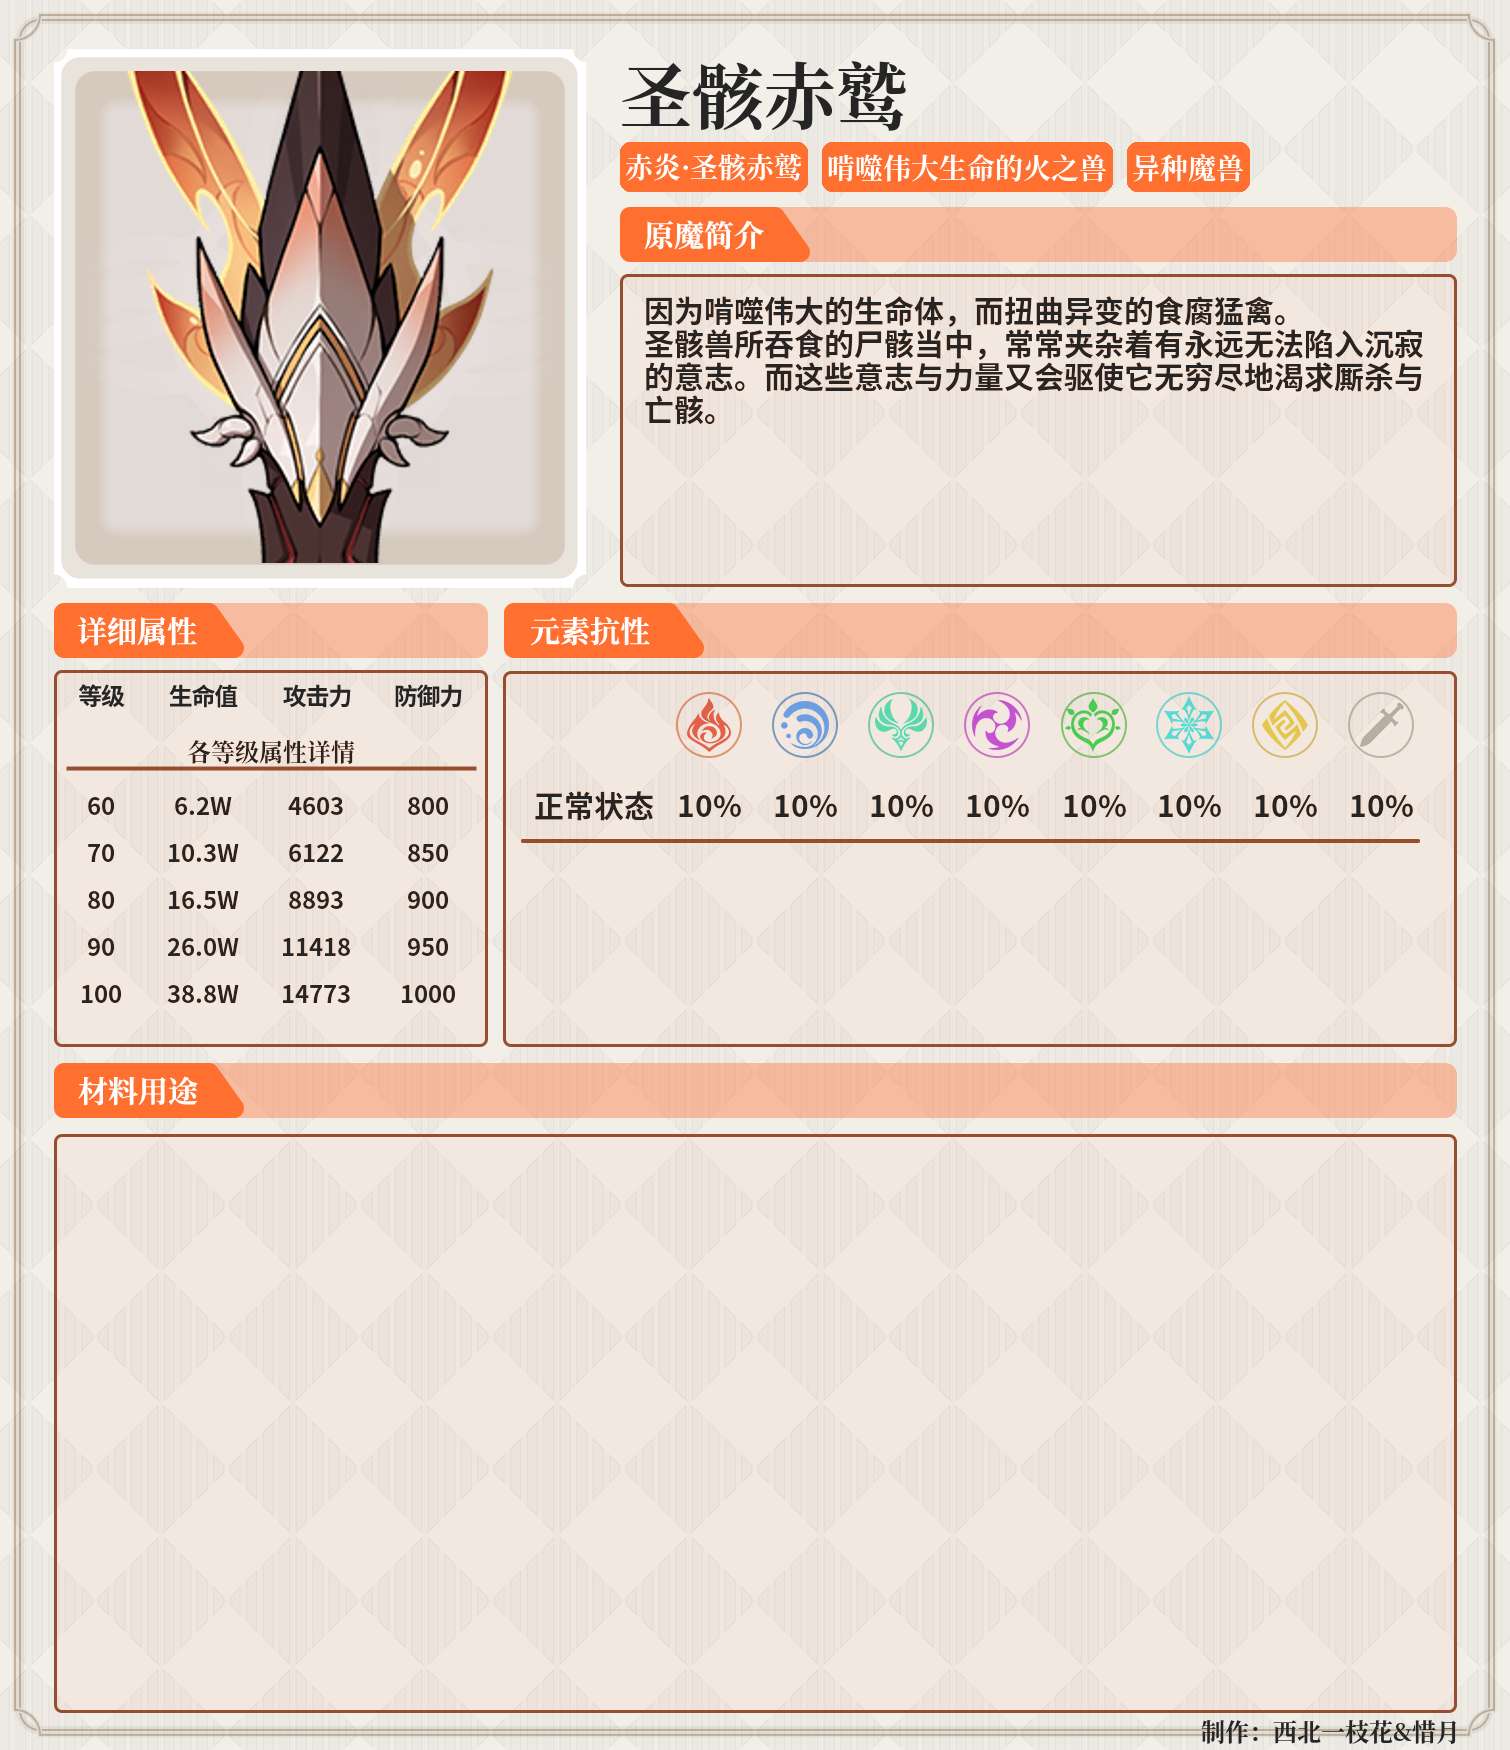 圣骸赤鹫
赤炎·圣骸赤鹫 啃噬伟大生命的火之兽 异种魔兽
原魔简介
因为啃噬伟大的生命体，而扭曲异变的食腐猛禽。
圣骸兽所吞食的尸骸当中，常常夹杂着有永远无法陷入沉寂
的意志。而这些意志与力量又会驱使它无穷尽地渴求厮杀与
亡骸。
详细属性 元素抗性
等级 生命值 攻击力 防御力
各等级属性详情
60 6.2W 4603 800
70 10.3W 6122 850
80 16.5W 8893 900
90 26.0W 11418 950
100 38.8W 14773 1000
正常状态 10% 10% 10% 10% 10% 10% 10% 10%
材料用途
制作：西北一枝花&惜月